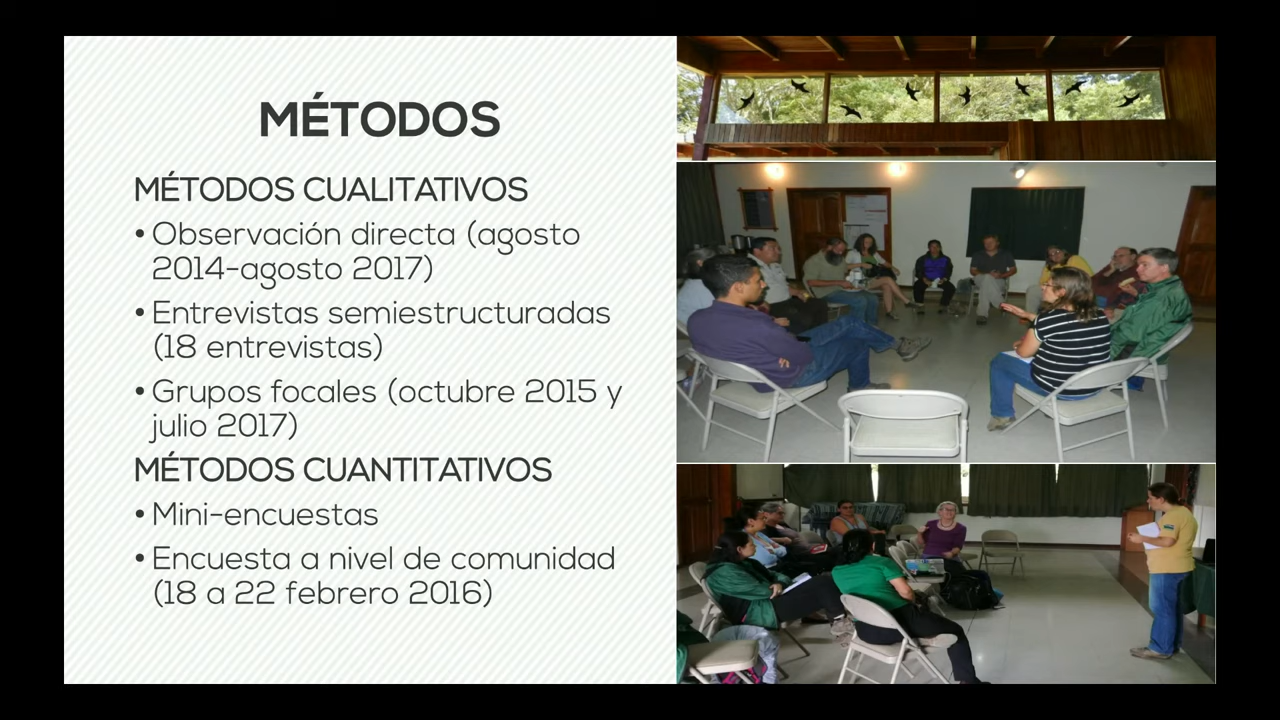 MÉTODOS
MÉTODOS CUALITATIVOS
• Observación directa (agosto
2014-agosto 2017)
• Entrevistas semiestructuradas
(18 entrevistas)
• Grupos focales (octubre 2015 y
julio 2017)
MÉTODOS CUANTITATIVOS
• Mini-encuestas
• Encuesta a nivel de comunidad
(18 a 22 febrero 2016)